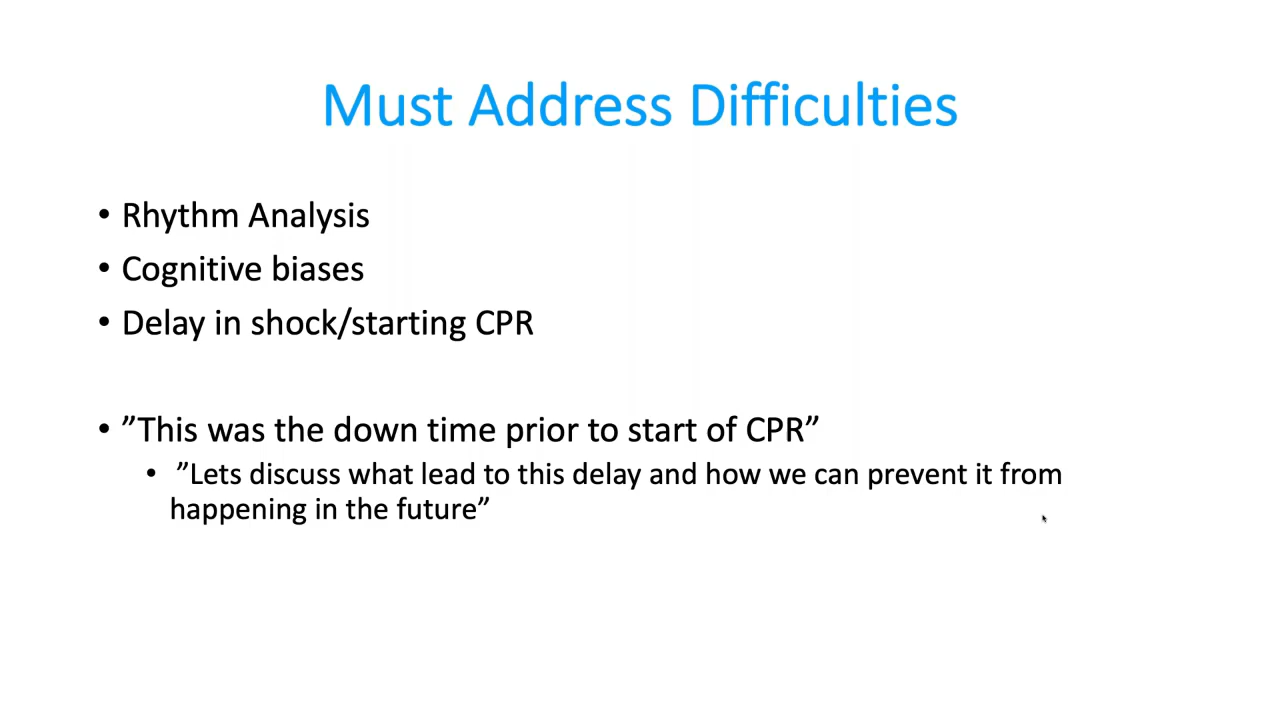 Must Address Difficulties
• Rhythm Analysis
• Cognitive biases
• Delay in shock/starting CPR
• ”This was the down time prior to start of CPR”
• ”Lets discuss what lead to this delay and how we can prevent it from
happening in the future”